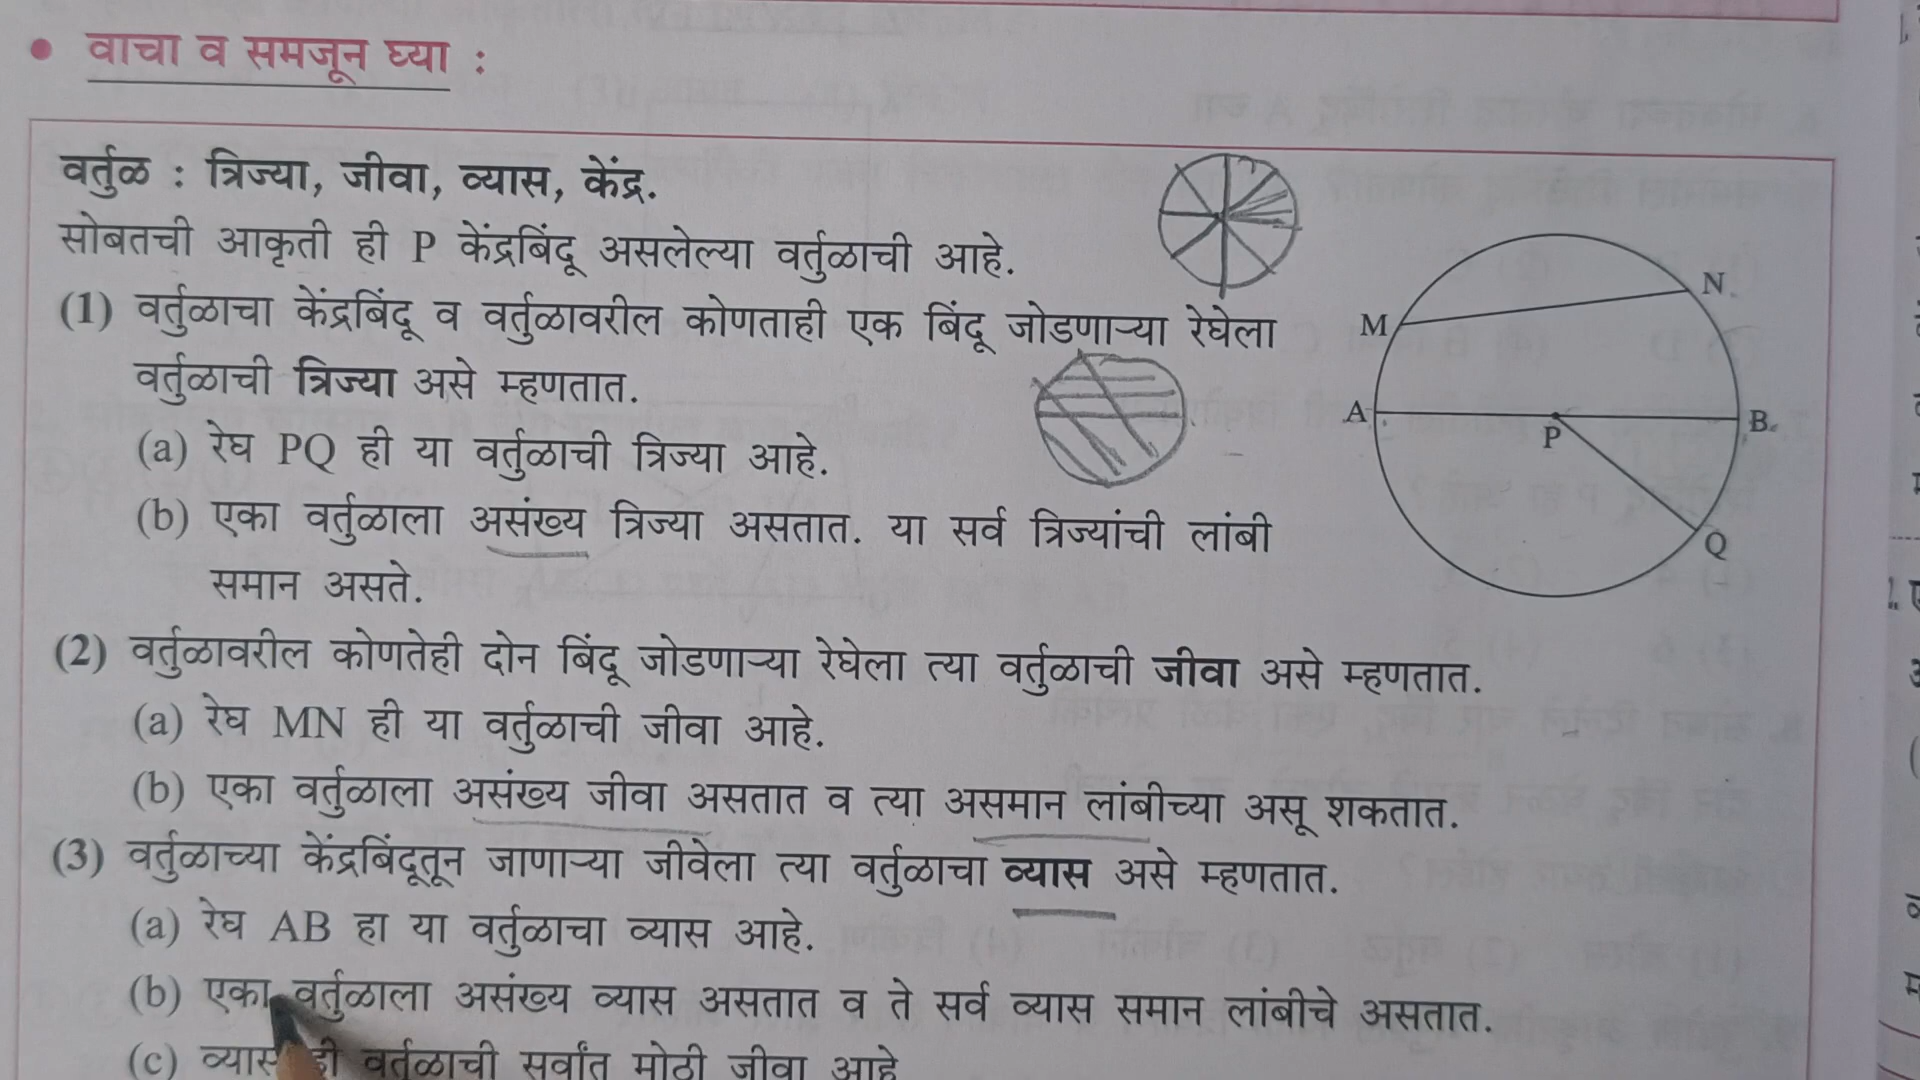 • वाचा व समजून घ्या :
वर्तुळ : त्रिज्या, जीवा, व्यास, केंद्र.
सोबतची आकृती ही P केंद्रबिंदू असलेल्या वर्तुळाची आहे.
(1) वर्तुळाचा केंद्रबिंदू व वर्तुळावरील कोणताही एक बिंदू जोडणाऱ्या रेघेला
वर्तुळाची त्रिज्या असे म्हणतात.
(a) रेघ PQ ही या वर्तुळाची त्रिज्या आहे.
(b) एका वर्तुळाला असंख्य त्रिज्या असतात. या सर्व त्रिज्यांची लांबी
समान असते.
M
N
A
P
B
Q
(2) वर्तुळावरील कोणतेही दोन बिंदू जोडणाऱ्या रेघेला त्या वर्तुळाची जीवा असे म्हणतात.
(a) रेघ MN ही या वर्तुळाची जीवा आहे.
(b) एका वर्तुळाला असंख्य जीवा असतात व त्या असमान लांबीच्या असू शकतात.
(3) वर्तुळाच्या केंद्रबिंदूतून जाणाऱ्या जीवेला त्या वर्तुळाचा व्यास असे म्हणतात.
(a) रेघ AB हा या वर्तुळाचा व्यास आहे.
(b) एका वर्तुळाला असंख्य व्यास असतात व ते सर्व व्यास समान लांबीचे असतात.
(c) व्यास ही वर्तुळाची सर्वांत मोठी जीवा आहे